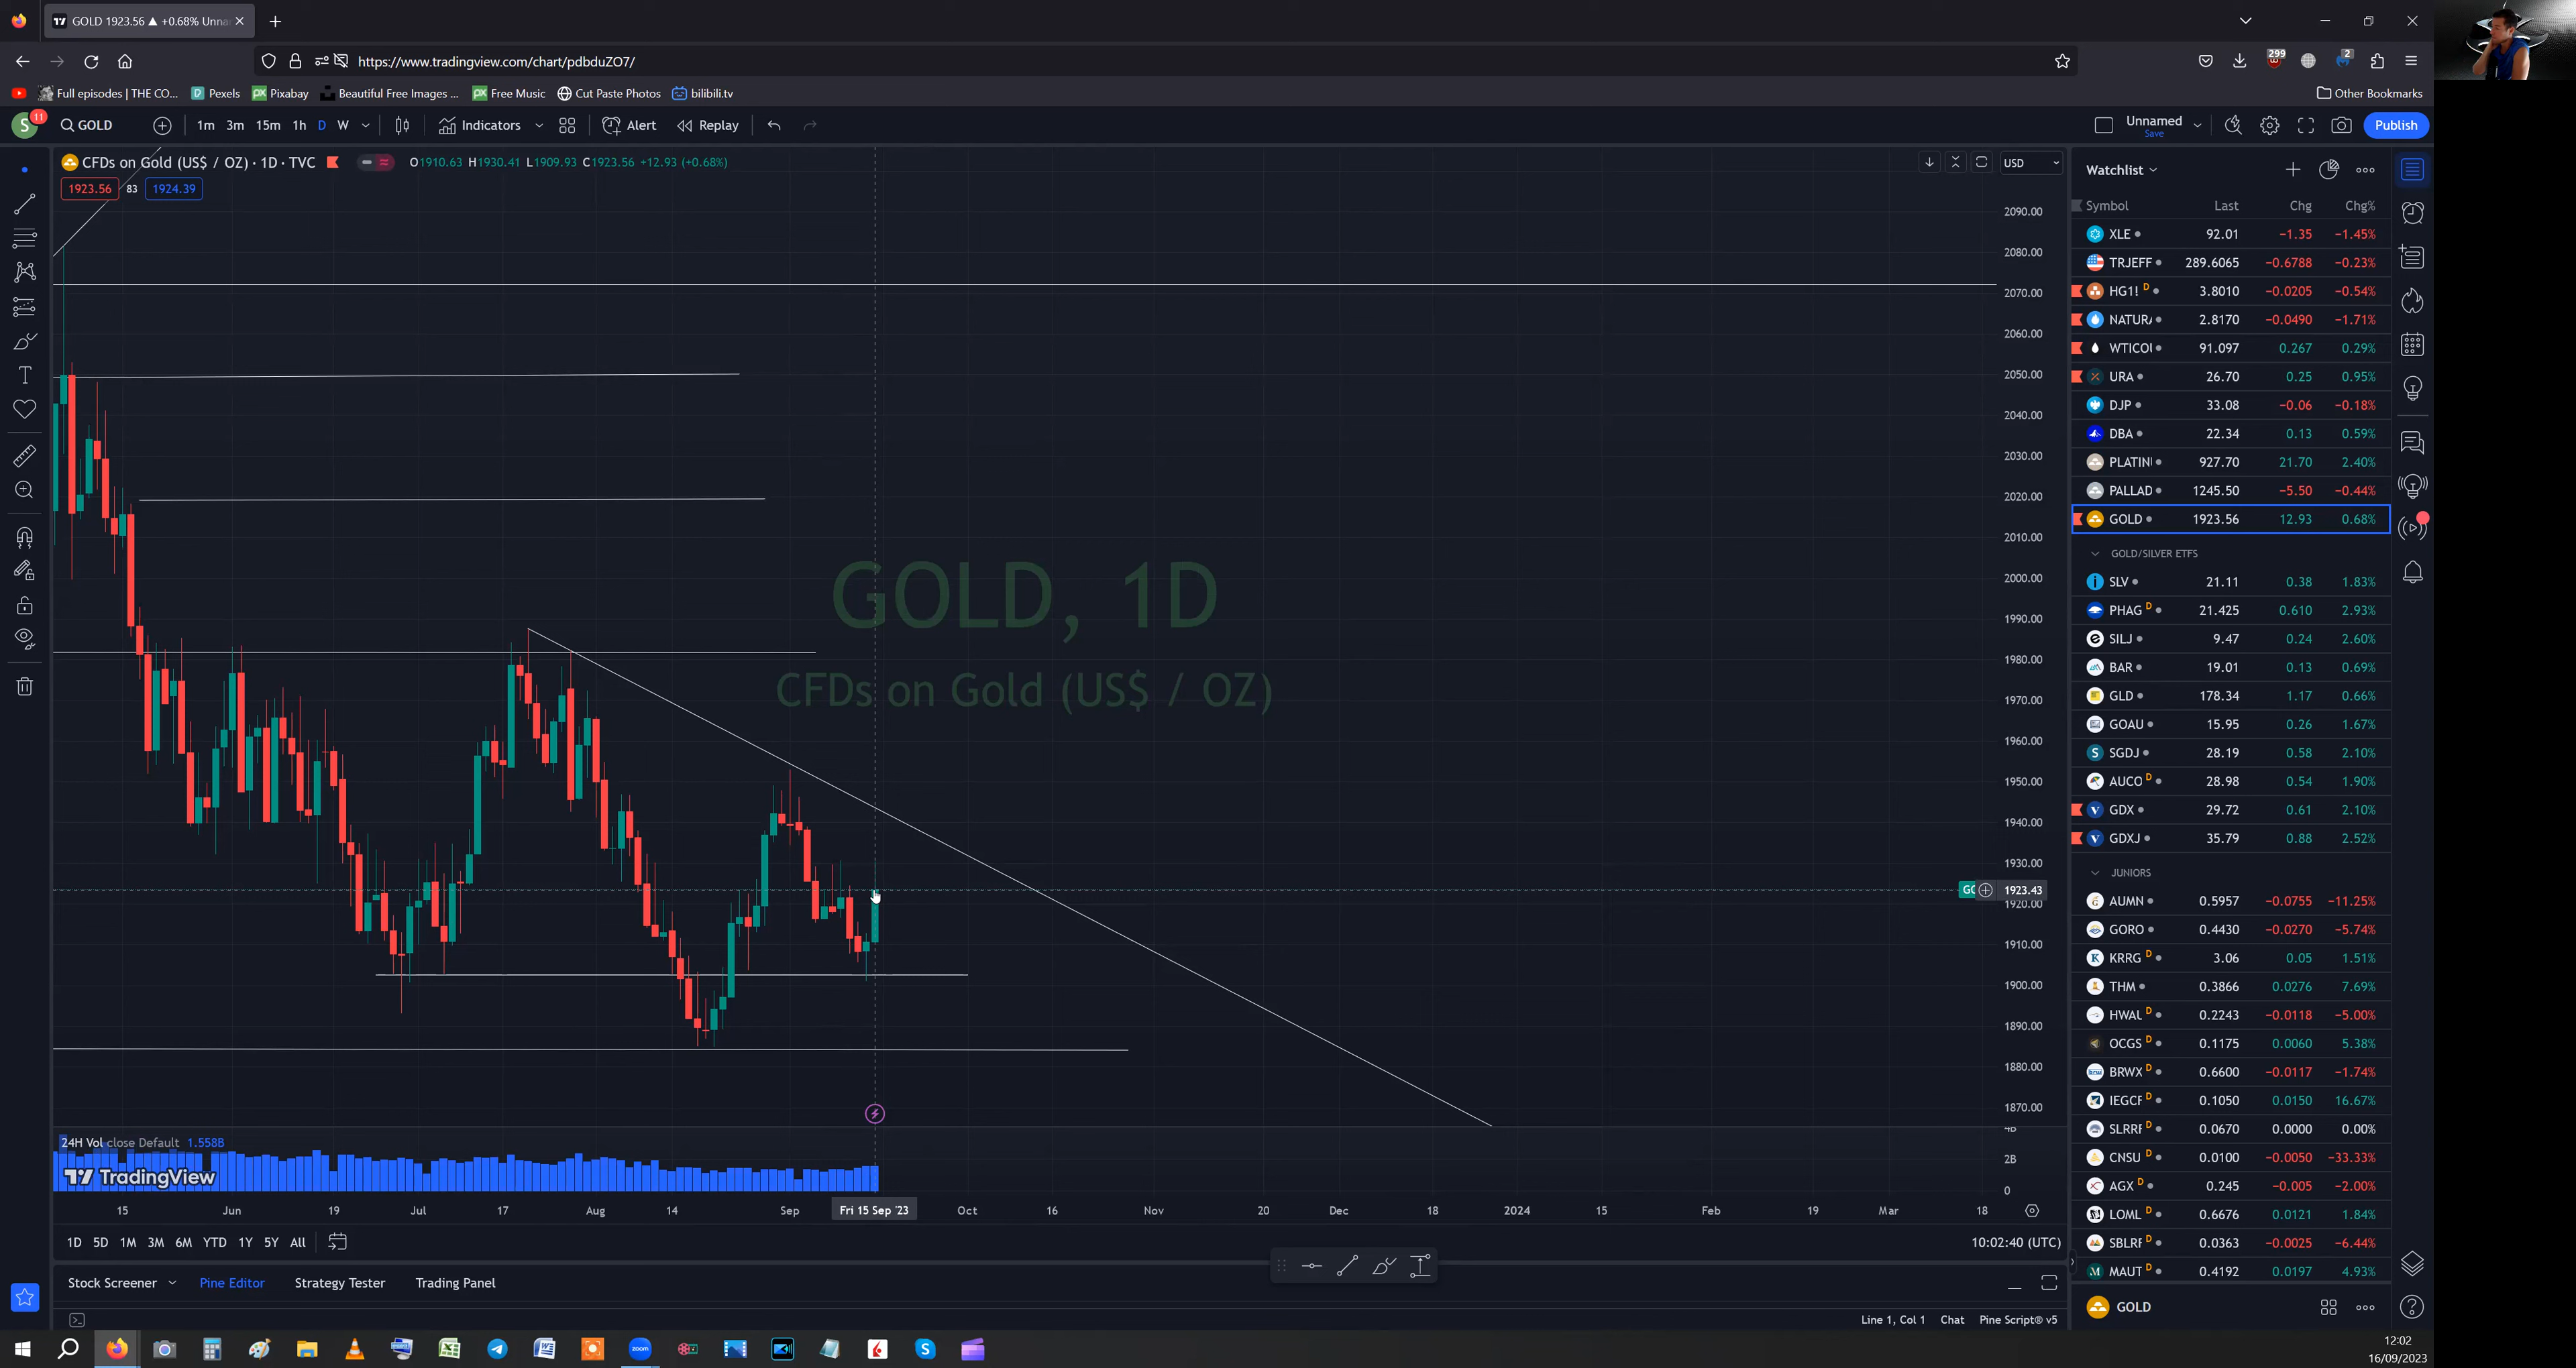 GOLD 1923.56 ▲ +0.68% Unna
https://www.tradingview.com/chart/pdbduZO7/
299
2
Full episodes | THE CO...
Pexels
Pixabay
Beautiful Free Images ...
Free Music
Cut Paste Photos
bilibili.tv
Other Bookmarks
S 11
GOLD
1m 3m 15m 1h D W
Indicators
Alert
Replay
Unnamed
Save
Publish
CFDs on Gold (US$ / OZ) · 1D · TVC
O1910.63 H1930.41 L1909.93 C1923.56 +12.93 (+0.68%)
USD
1923.56 83 1924.39
GOLD, 1D
CFDs on Gold (US$ / OZ)
2090.00
2080.00
2070.00
2060.00
2050.00
2040.00
2030.00
2020.00
2010.00
2000.00
1990.00
1980.00
1970.00
1960.00
1950.00
1940.00
1930.00
GO 1923.43
1920.00
1910.00
1900.00
1890.00
1880.00
1870.00
4B
2B
0
24H Vol close Default 1.558B
TradingView
15 Jun 19 Jul 17 Aug 14 Sep Fri 15 Sep '23 Oct 16 Nov 20 Dec 18 2024 15 Feb 19 Mar 18
1D 5D 1M 3M 6M YTD 1Y 5Y All
10:02:40 (UTC)
Stock Screener Pine Editor Strategy Tester Trading Panel
Line 1, Col 1 Chat Pine Script® v5
Watchlist
Symbol Last Chg Chg%
XLE 92.01 −1.35 −1.45%
TRJEFF 289.6065 −0.6788 −0.23%
HG1! D 3.8010 −0.0205 −0.54%
NATURA 2.8170 −0.0490 −1.71%
WTICOU 91.097 0.267 0.29%
URA 26.70 0.25 0.95%
DJP 33.08 −0.06 −0.18%
DBA 22.34 0.13 0.59%
PLATINU 927.70 21.70 2.40%
PALLAD 1245.50 −5.50 −0.44%
GOLD 1923.56 12.93 0.68%
GOLD/SILVER ETFS
SLV 21.11 0.38 1.83%
PHAG D 21.425 0.610 2.93%
SILJ 9.47 0.24 2.60%
BAR 19.01 0.13 0.69%
GLD 178.34 1.17 0.66%
GOAU 15.95 0.26 1.67%
SGDJ 28.19 0.58 2.10%
AUCO D 28.98 0.54 1.90%
GDX 29.72 0.61 2.10%
GDXJ 35.79 0.88 2.52%
JUNIORS
AUMN 0.5957 −0.0755 −11.25%
GORO 0.4430 −0.0270 −5.74%
KRRG D 3.06 0.05 1.51%
THM 0.3866 0.0276 7.69%
HWAU D 0.2243 −0.0118 −5.00%
OCGS D 0.1175 0.0060 5.38%
BRWX D 0.6600 −0.0117 −1.74%
IEGCF D 0.1050 0.0150 16.67%
SLRRF D 0.0670 0.0000 0.00%
CNSU D 0.0100 −0.0050 −33.33%
AGX D 0.245 −0.005 −2.00%
LOML D 0.6676 0.0121 1.84%
SBLRF D 0.0363 −0.0025 −6.44%
MAUT D 0.4192 0.0197 4.93%
GOLD
zoom
12:02
16/09/2023